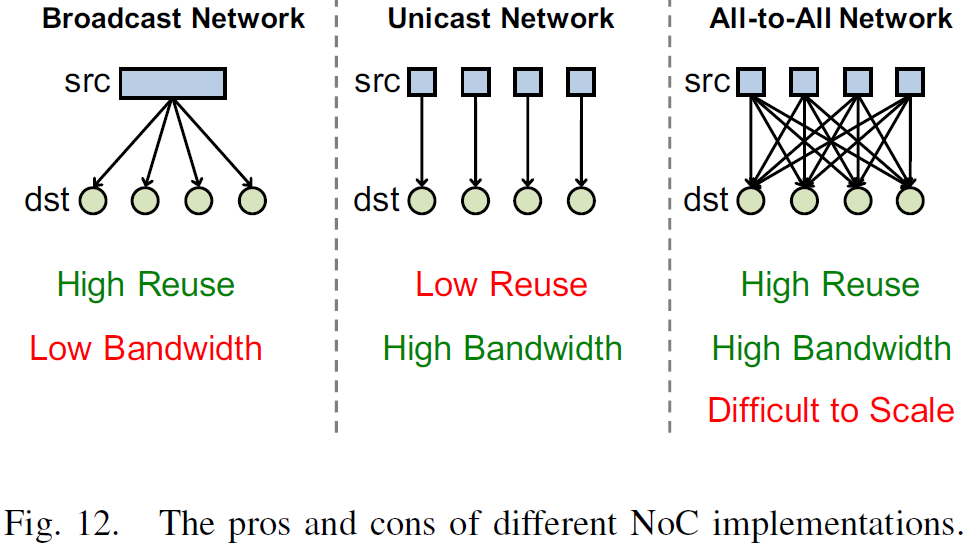 Broadcast Network
src
dst
High Reuse
Low Bandwidth
Unicast Network
src
dst
Low Reuse
High Bandwidth
All-to-All Network
src
dst
High Reuse
High Bandwidth
Difficult to Scale
Fig. 12. The pros and cons of different NoC implementations.